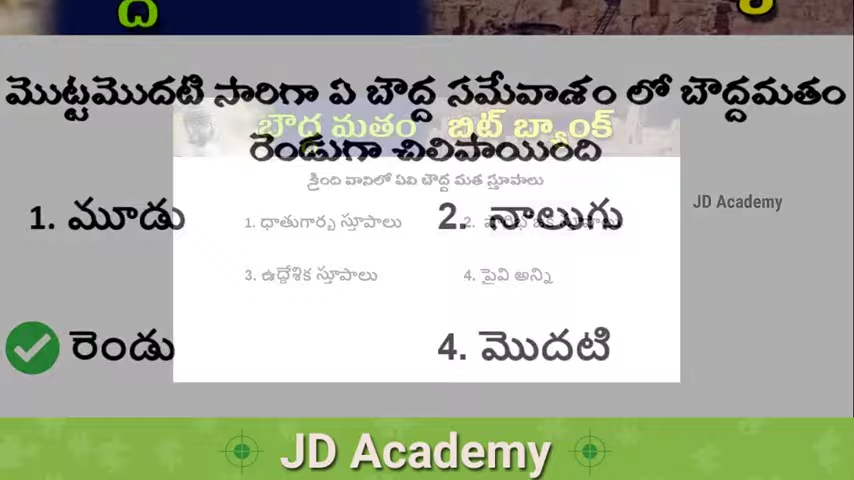 మొట్టమొదటి సారిగా ఏ బౌద్ద సమేవాశం లో బౌద్దమతం
బౌద్ద మతం బిట్ బ్యాంక్
రెండుగా చీలిపోయింది
క్రింది వానిలో ఏవి బౌద్ద మత స్తూపాలు
JD Academy
1. మూడు
2. నాలుగు
1. ధాతుగార్భ స్తూపాలు
2.
3. ఉద్దేశిక స్తూపాలు
4. పైవి అన్ని
రెండు
4. మొదటి
JD Academy